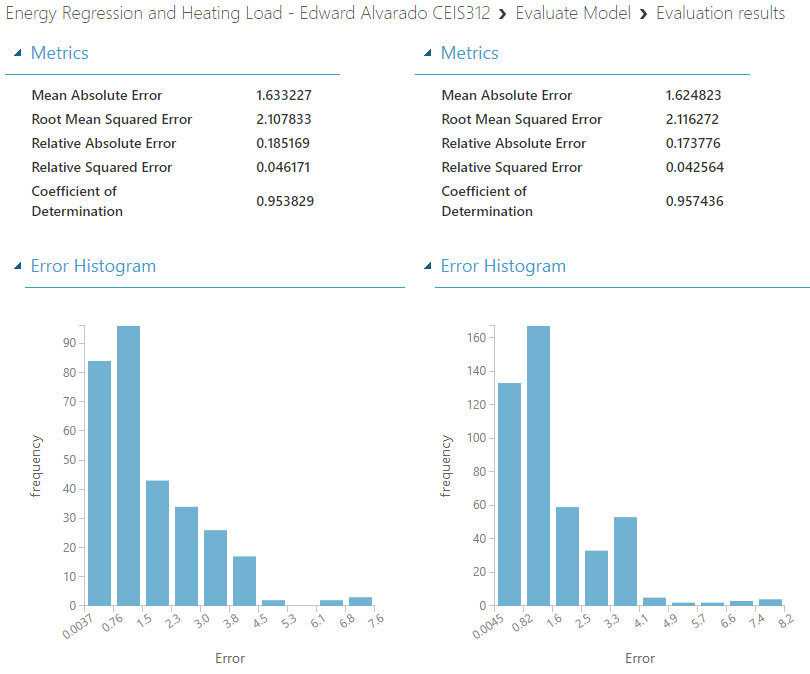 Energy Regression and Heating Load - Edward Alvarado CEIS312 › Evaluate Model › Evaluation results
Metrics
Mean Absolute Error 1.633227
Root Mean Squared Error 2.107833
Relative Absolute Error 0.185169
Relative Squared Error 0.046171
Coefficient of
Determination 0.953829
Error Histogram
90
80
70
60
50
40
30
20
10
0
frequency
0.0037 0.76 1.5 2.3 3.0 3.8 4.5 5.3 6.1 6.8 7.6
Error
Metrics
Mean Absolute Error 1.624823
Root Mean Squared Error 2.116272
Relative Absolute Error 0.173776
Relative Squared Error 0.042564
Coefficient of
Determination 0.957436
Error Histogram
160
140
120
100
80
60
40
20
0
frequency
0.0045 0.82 1.6 2.5 3.3 4.1 4.9 5.7 6.6 7.4 8.2
Error